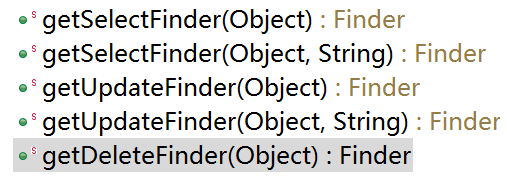 S getSelectFinder(Object) : Finder
S getSelectFinder(Object, String) : Finder
S getUpdateFinder(Object) : Finder
S getUpdateFinder(Object, String) : Finder
S getDeleteFinder(Object) : Finder